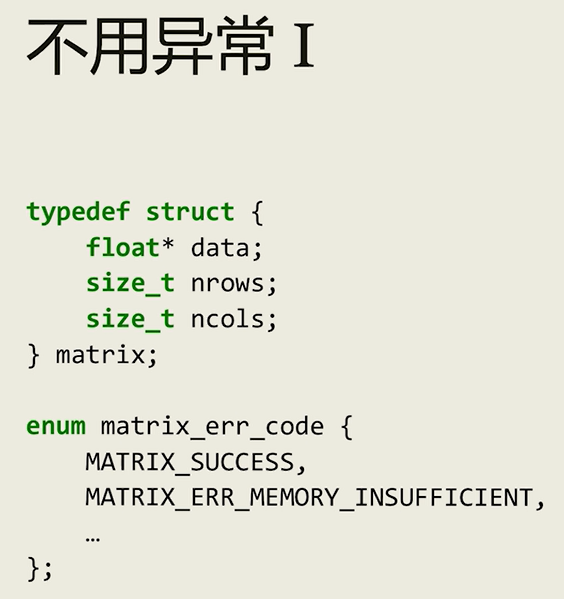 不用异常 I
typedef struct {
    float* data;
    size_t nrows;
    size_t ncols;
} matrix;
enum matrix_err_code {
    MATRIX_SUCCESS,
    MATRIX_ERR_MEMORY_INSUFFICIENT,
    …
};